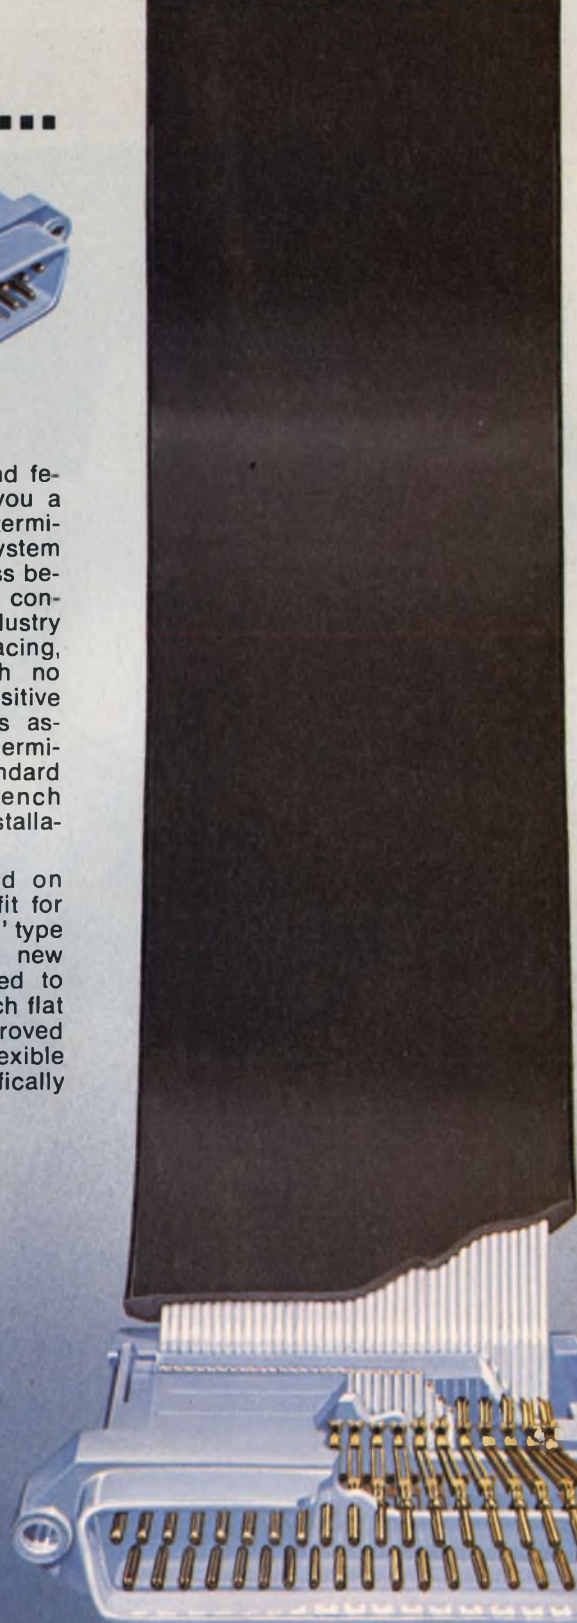 nd fe-
you a
termi-
ystem
ss be-
con-
dustry
acing,
h no
sitive
s as-
ermi-
ndard
ench
stalla-
d on
fit for
' type
new
ed to
ch flat
roved
exible
fically